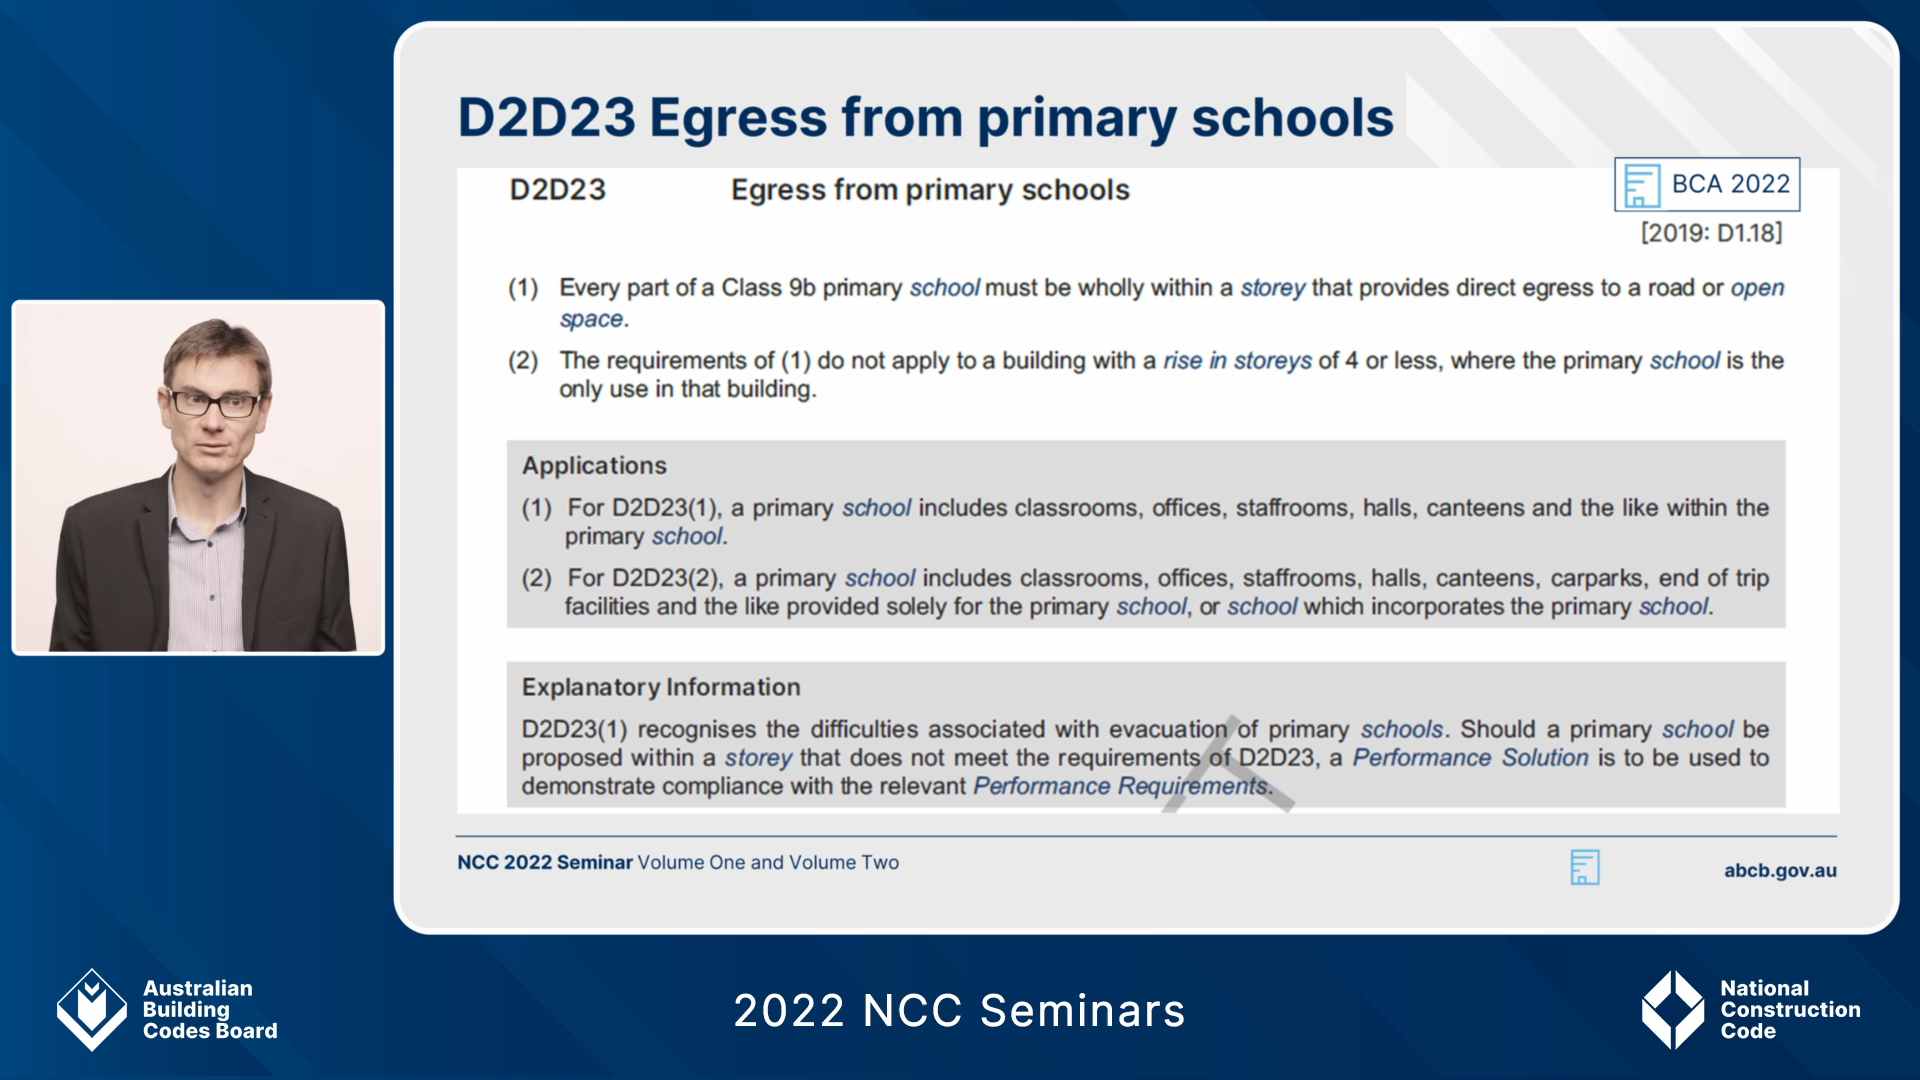 D2D23 Egress from primary schools
D2D23 Egress from primary schools
BCA 2022
[2019: D1.18]
(1) Every part of a Class 9b primary school must be wholly within a storey that provides direct egress to a road or open
space.
(2) The requirements of (1) do not apply to a building with a rise in storeys of 4 or less, where the primary school is the
only use in that building.
Applications
(1) For D2D23(1), a primary school includes classrooms, offices, staffrooms, halls, canteens and the like within the
primary school.
(2) For D2D23(2), a primary school includes classrooms, offices, staffrooms, halls, canteens, carparks, end of trip
facilities and the like provided solely for the primary school, or school which incorporates the primary school.
Explanatory Information
D2D23(1) recognises the difficulties associated with evacuation of primary schools. Should a primary school be
proposed within a storey that does not meet the requirements of D2D23, a Performance Solution is to be used to
demonstrate compliance with the relevant Performance Requirements.
NCC 2022 Seminar Volume One and Volume Two
abcb.gov.au
Australian
Building
Codes Board
2022 NCC Seminars
National
Construction
Code